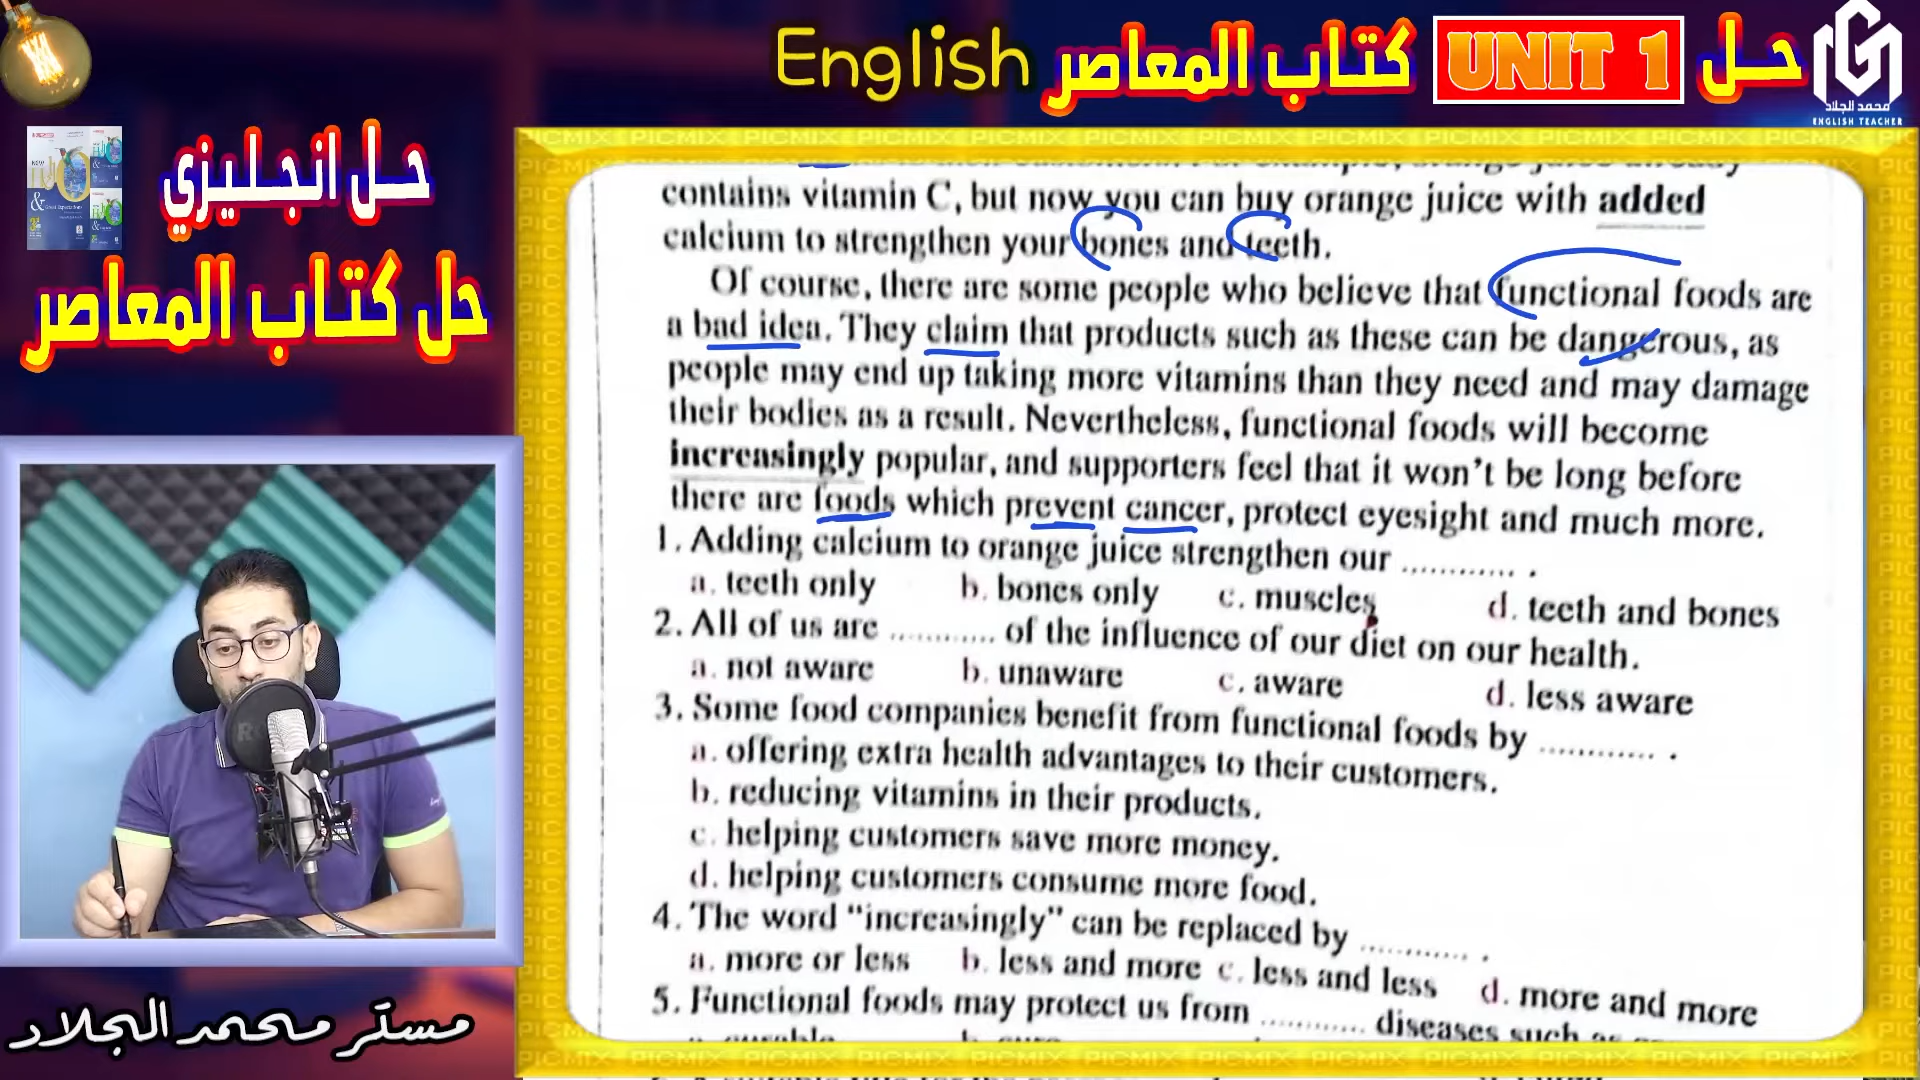 حل UNIT 1 كتاب المعاصر English
محمد الجلاد
ENGLISH TEACHER
حل انجليزي
حل كتاب المعاصر
contains vitamin C, but now you can buy orange juice with added
calcium to strengthen your bones and teeth.
Of course, there are some people who believe that functional foods are
a bad idea. They claim that products such as these can be dangerous, as
people may end up taking more vitamins than they need and may damage
their bodies as a result. Nevertheless, functional foods will become
increasingly popular, and supporters feel that it won't be long before
there are foods which prevent cancer, protect eyesight and much more.
1. Adding calcium to orange juice strengthen our ............ .
a. teeth only b. bones only c. muscles d. teeth and bones
2. All of us are ............ of the influence of our diet on our health.
a. not aware b. unaware c. aware d. less aware
3. Some food companies benefit from functional foods by ............ .
a. offering extra health advantages to their customers.
b. reducing vitamins in their products.
c. helping customers save more money.
d. helping customers consume more food.
4. The word “increasingly” can be replaced by ............ .
a. more or less b. less and more c. less and less d. more and more
5. Functional foods may protect us from ............ diseases such as
مستر محمد الجلاد